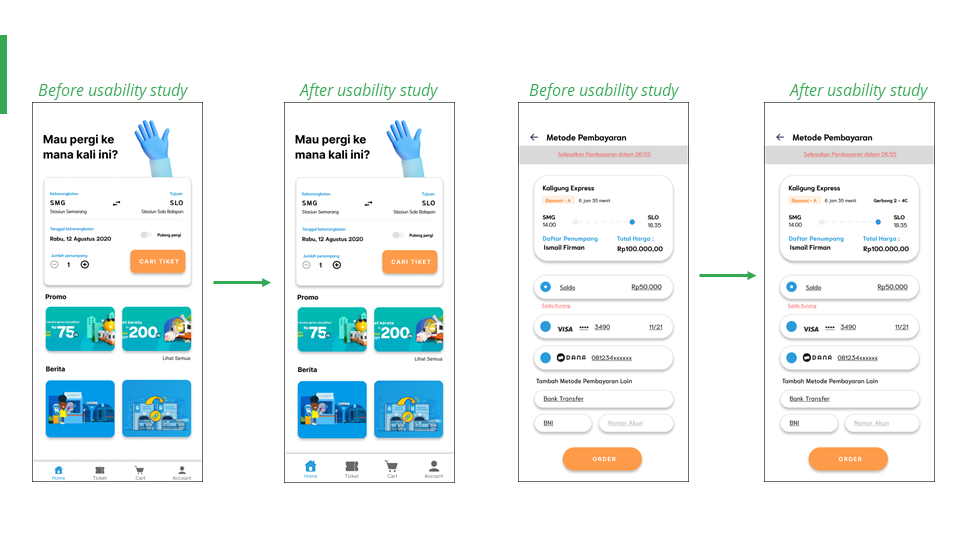 Before usability study
Mau pergi ke
mana kali ini?
Keberangkatan Tujuan
SMG SLO
Stasiun Semarang Stasiun Solo Balapan
Tanggal keberangkatan
Rabu, 12 Agustus 2020 Pulang pergi
Jumlah penumpang
1 CARI TIKET
Promo
75 200
Lihat Semua
Berita
Home Ticket Cart Account
After usability study
Mau pergi ke
mana kali ini?
Keberangkatan Tujuan
SMG SLO
Stasiun Semarang Stasiun Solo Balapan
Tanggal keberangkatan
Rabu, 12 Agustus 2020 Pulang pergi
Jumlah penumpang
1 CARI TIKET
Promo
75 200
Lihat Semua
Berita
Home Ticket Cart Account
Before usability study
Metode Pembayaran
Selesaikan Pembayaran dalam 06:55
Kaligung Express
Ekonomi - A 6 jam 35 menit
SMG SLO
14.00 18.35
Daftar Penumpang Total Harga :
Ismail Firman Rp100.000,00
Saldo Rp50.000
Saldo Kurang
VISA •••• 3490 11/21
DANA 081234xxxxxx
Tambah Metode Pembayaran Lain
Bank Transfer
BNI Nomor Akun
ORDER
After usability study
Metode Pembayaran
Selesaikan Pembayaran dalam 06:55
Kaligung Express
Ekonomi - A 6 jam 35 menit Gerbong 2 - 4C
SMG SLO
14.00 18.35
Daftar Penumpang Total Harga :
Ismail Firman Rp100.000,00
Saldo Rp50.000
Saldo Kurang
VISA •••• 3490 11/21
DANA 081234xxxxxx
Tambah Metode Pembayaran Lain
Bank Transfer
BNI Nomor Akun
ORDER